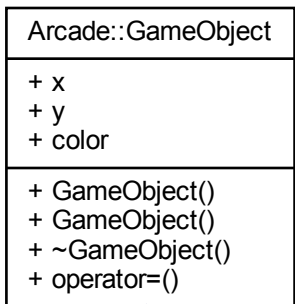 Arcade::GameObject
+ x
+ y
+ color
+ GameObject()
+ GameObject()
+ ~GameObject()
+ operator=()